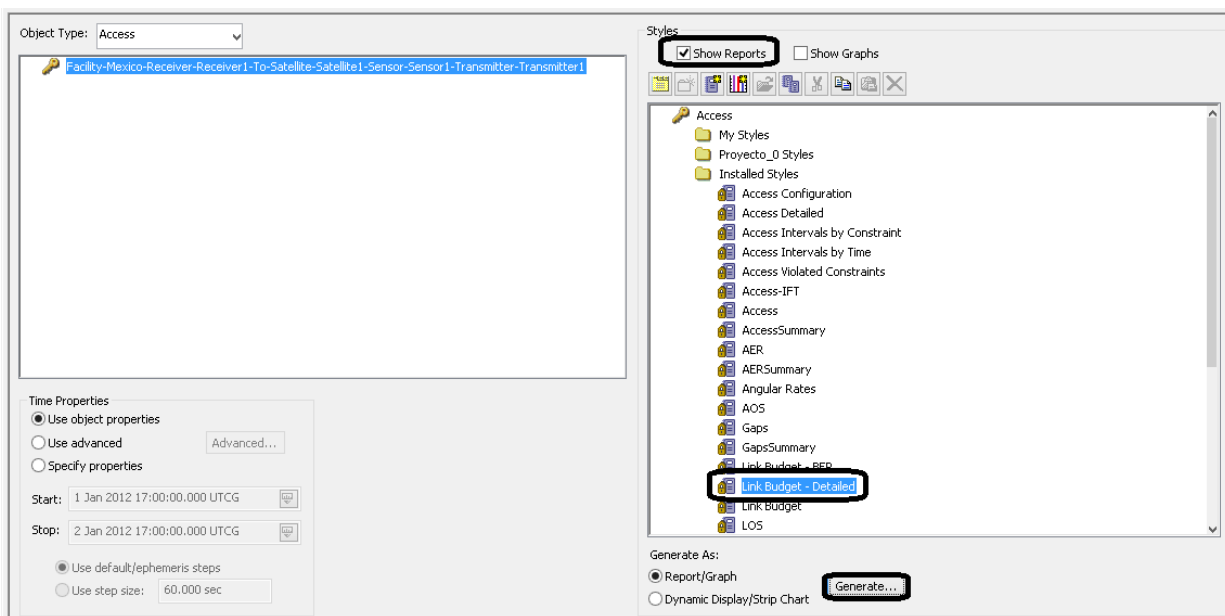 Object Type: Access
Facility-Mexico-Receiver-Receiver1-To-Satellite-Satellite1-Sensor-Sensor1-Transmitter-Transmitter1
Time Properties
Use object properties
Use advanced Advanced...
Specify properties
Start: 1 Jan 2012 17:00:00.000 UTCG
Stop: 2 Jan 2012 17:00:00.000 UTCG
Use default/ephemeris steps
Use step size: 60.000 sec
Styles
Show Reports Show Graphs
Access
My Styles
Proyecto_0 Styles
Installed Styles
Access Configuration
Access Detailed
Access Intervals by Constraint
Access Intervals by Time
Access Violated Constraints
Access-IFT
Access
AccessSummary
AER
AERSummary
Angular Rates
AOS
Gaps
GapsSummary
Link Budget - BER
Link Budget - Detailed
Link Budget
LOS
Generate As:
Report/Graph
Generate...
Dynamic Display/Strip Chart